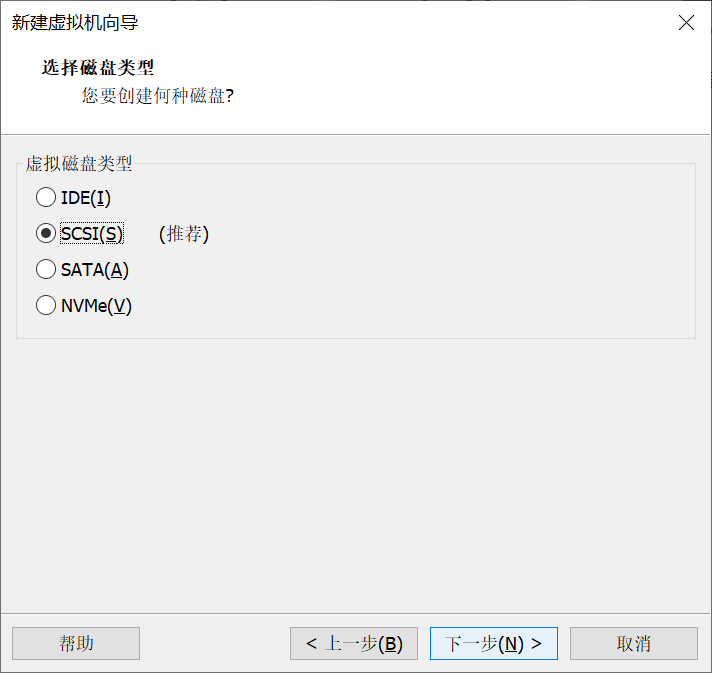 新建虚拟机向导
选择磁盘类型
您要创建何种磁盘?
虚拟磁盘类型
IDE(I)
SCSI(S) (推荐)
SATA(A)
NVMe(V)
帮助 < 上一步(B) 下一步(N) > 取消